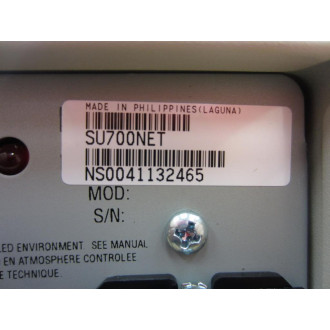 MADE IN PHILIPPINES(LAGUNA)
SU700NET
NS0041132465
MOD:
S/N:
LED ENVIRONMENT SEE MANUAL
EN ATMOSPHERE CONTROLEE
TECHNIQUE.